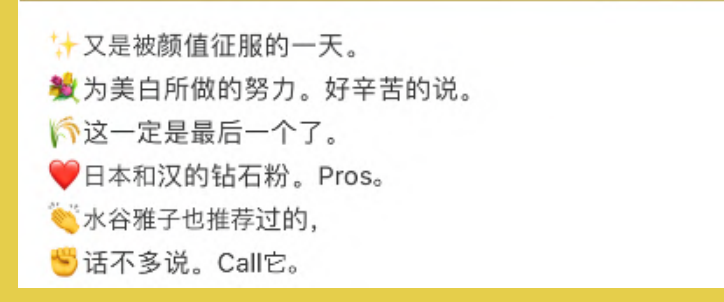 ✨又是被颜值征服的一天。
💐为美白所做的努力。好辛苦的说。
🌾这一定是最后一个了。
❤️日本和汉的钻石粉。Pros。
👏水谷雅子也推荐过的,
✊话不多说。Call它。